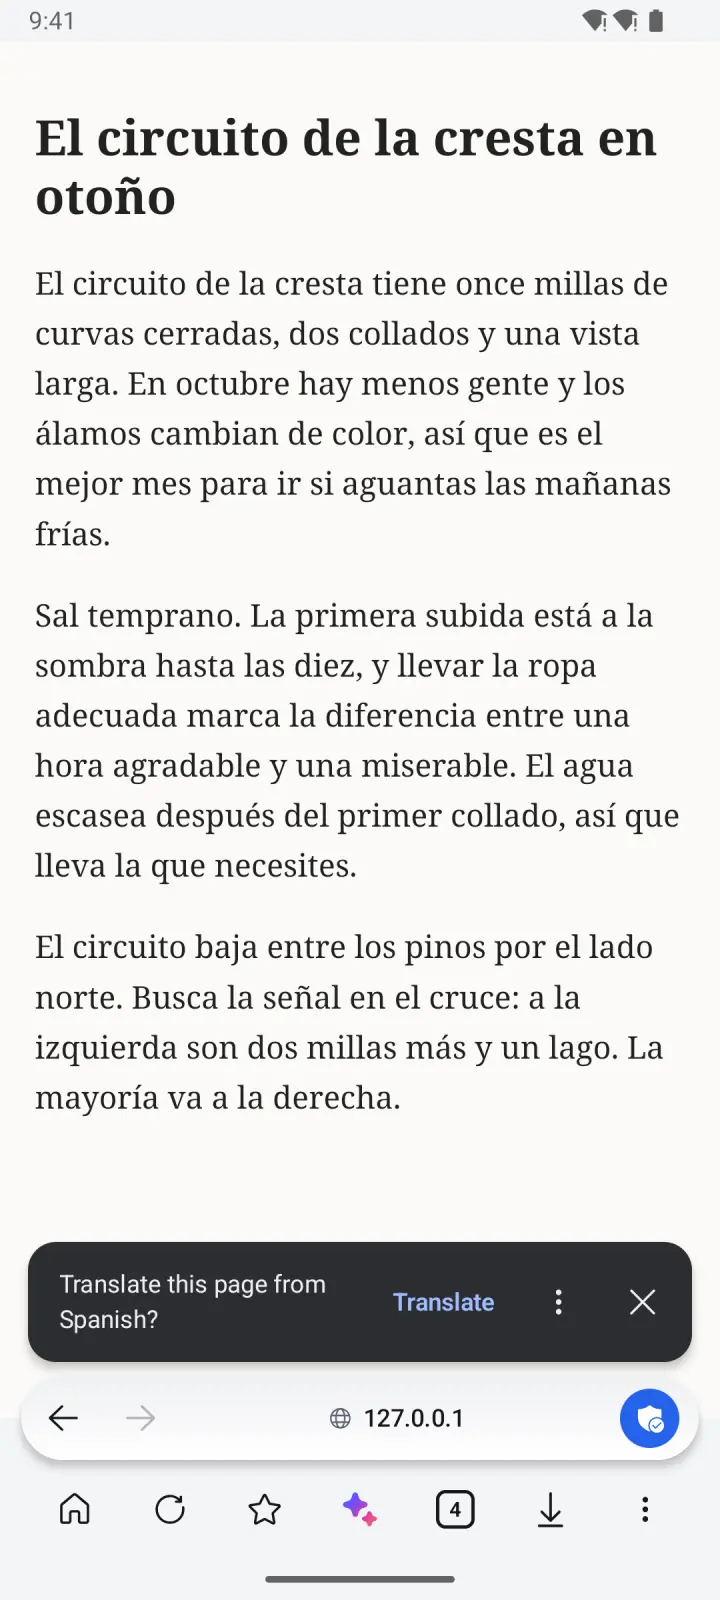 9:41
El circuito de la cresta en
otoño
El circuito de la cresta tiene once millas de
curvas cerradas, dos collados y una vista
larga. En octubre hay menos gente y los
álamos cambian de color, así que es el
mejor mes para ir si aguantas las mañanas
frías.
Sal temprano. La primera subida está a la
sombra hasta las diez, y llevar la ropa
adecuada marca la diferencia entre una
hora agradable y una miserable. El agua
escasea después del primer collado, así que
lleva la que necesites.
El circuito baja entre los pinos por el lado
norte. Busca la señal en el cruce: a la
izquierda son dos millas más y un lago. La
mayoría va a la derecha.
Translate this page from
Spanish?
Translate
127.0.0.1
4